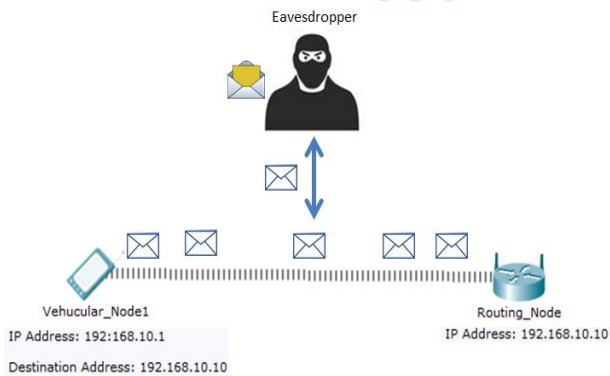 Eavesdropper
Vehucular_Node1
IP Address: 192:168.10.1
Destination Address: 192.168.10.10
Routing_Node
IP Address: 192.168.10.10